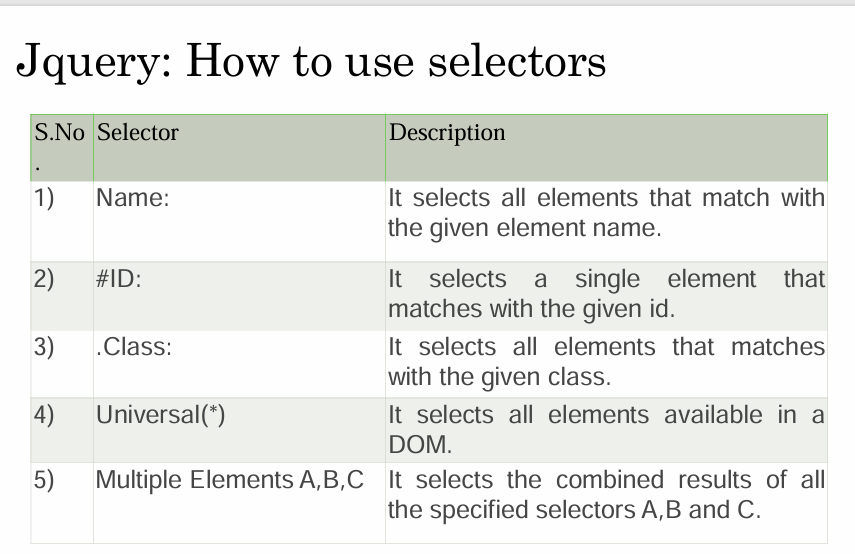 Jquery: How to use selectors
S.No Selector Description
.
1) Name: It selects all elements that match with
the given element name.
2) #ID: It selects a single element that
matches with the given id.
3) .Class: It selects all elements that matches
with the given class.
4) Universal(*) It selects all elements available in a
DOM.
5) Multiple Elements A,B,C It selects the combined results of all
the specified selectors A,B and C.